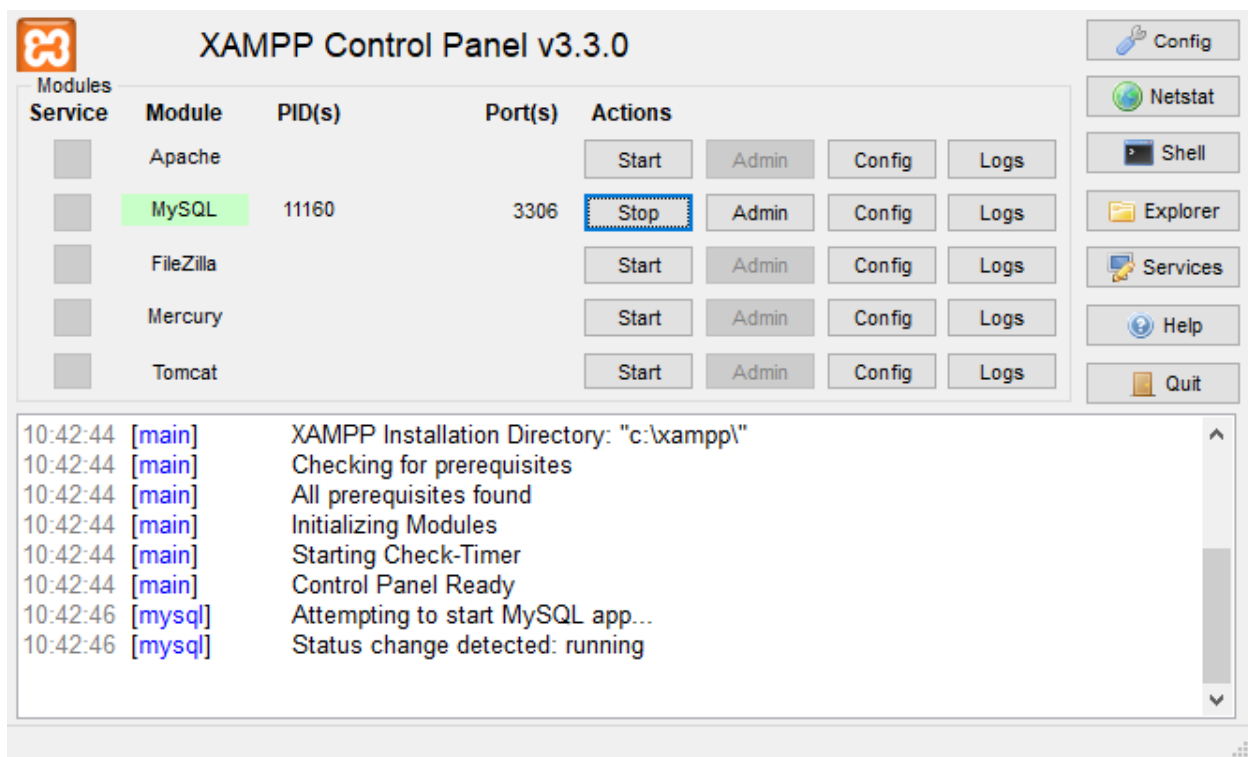 XAMPP Control Panel v3.3.0
Config
Modules
Netstat
Service Module PID(s) Port(s) Actions
Apache Start Admin Config Logs
Shell
MySQL 11160 3306 Stop Admin Config Logs
Explorer
FileZilla Start Admin Config Logs
Services
Mercury Start Admin Config Logs
Help
Tomcat Start Admin Config Logs
Quit
10:42:44 [main] XAMPP Installation Directory: "c:\xampp\"
10:42:44 [main] Checking for prerequisites
10:42:44 [main] All prerequisites found
10:42:44 [main] Initializing Modules
10:42:44 [main] Starting Check-Timer
10:42:44 [main] Control Panel Ready
10:42:46 [mysql] Attempting to start MySQL app...
10:42:46 [mysql] Status change detected: running